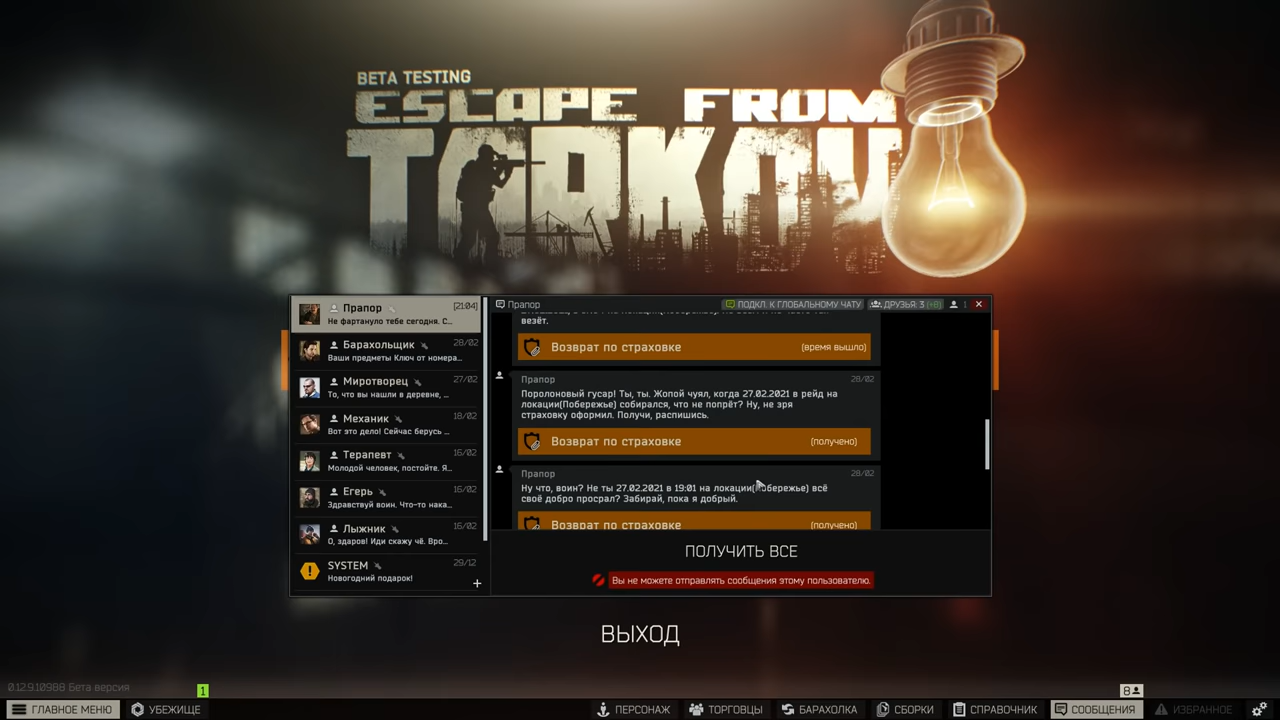 BETA TESTING
ESCAPE FROM
TARKOV
Прапор
[21:04]
Не фартануло тебе сегодня. С...
Барахольщик
28/02
Ваши предметы Ключ от номера...
Миротворец
27/02
То, что вы нашли в деревне, ...
Механик
18/02
Вот это дело! Сейчас берусь ...
Терапевт
16/02
Молодой человек, постойте. Я...
Егерь
16/02
Здравствуй воин. Что-то нака...
Лыжник
16/02
О, здаров! Иди скажу чё. Вро...
SYSTEM
29/12
Новогодний подарок!
+
Прапор
ПОДКЛ. К ГЛОБАЛЬНОМУ ЧАТУ
ДРУЗЬЯ: 3 (+8)
1
везёт.
Возврат по страховке
(время вышло)
Прапор
28/02
Поролоновый гусар! Ты, ты. Жопой чуял, когда 27.02.2021 в рейд на
локации(Побережье) собирался, что не попрёт? Ну, не зря
страховку оформил. Получи, распишись.
Возврат по страховке
(получено)
Прапор
28/02
Ну что, воин? Не ты 27.02.2021 в 19:01 на локации(Побережье) всё
своё добро просрал? Забирай, пока я добрый.
Возврат по страховке
(получено)
ПОЛУЧИТЬ ВСЕ
Вы не можете отправлять сообщения этому пользователю.
ВЫХОД
0.12.9.10988 Бета версия
1
8
ГЛАВНОЕ МЕНЮ
УБЕЖИЩЕ
ПЕРСОНАЖ
ТОРГОВЦЫ
БАРАХОЛКА
СБОРКИ
СПРАВОЧНИК
СООБЩЕНИЯ
ИЗБРАННОЕ